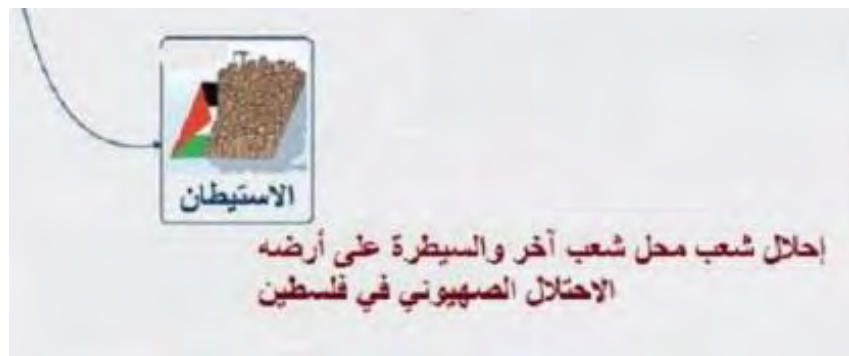 الاستيطان
إحلال شعب محل شعب آخر والسيطرة على أرضه
الاحتلال الصهيوني في فلسطين